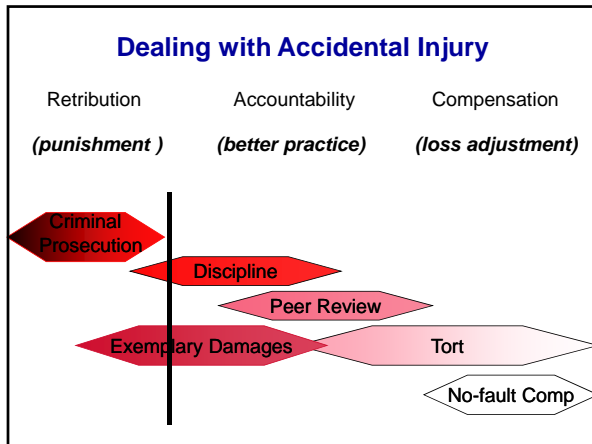 Dealing with Accidental Injury
Retribution Accountability Compensation
(punishment ) (better practice) (loss adjustment)
Criminal
Prosecution
Discipline
Peer Review
Exemplary Damages Tort
No-fault Comp